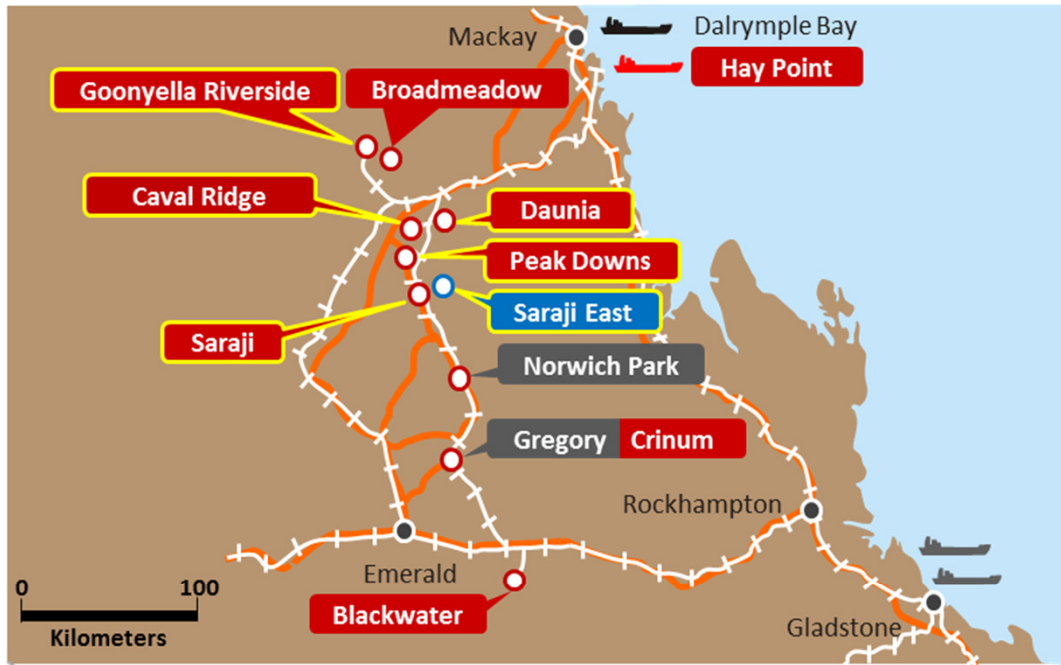 Mackay
Dalrymple Bay
Hay Point
Goonyella Riverside
Broadmeadow
Caval Ridge
Daunia
Peak Downs
Saraji East
Saraji
Norwich Park
Gregory Crinum
Rockhampton
Emerald
0 100
Kilometers
Blackwater
Gladstone